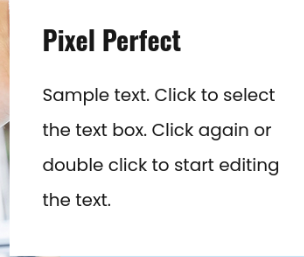 Pixel Perfect
Sample text. Click to select
the text box. Click again or
double click to start editing
the text.